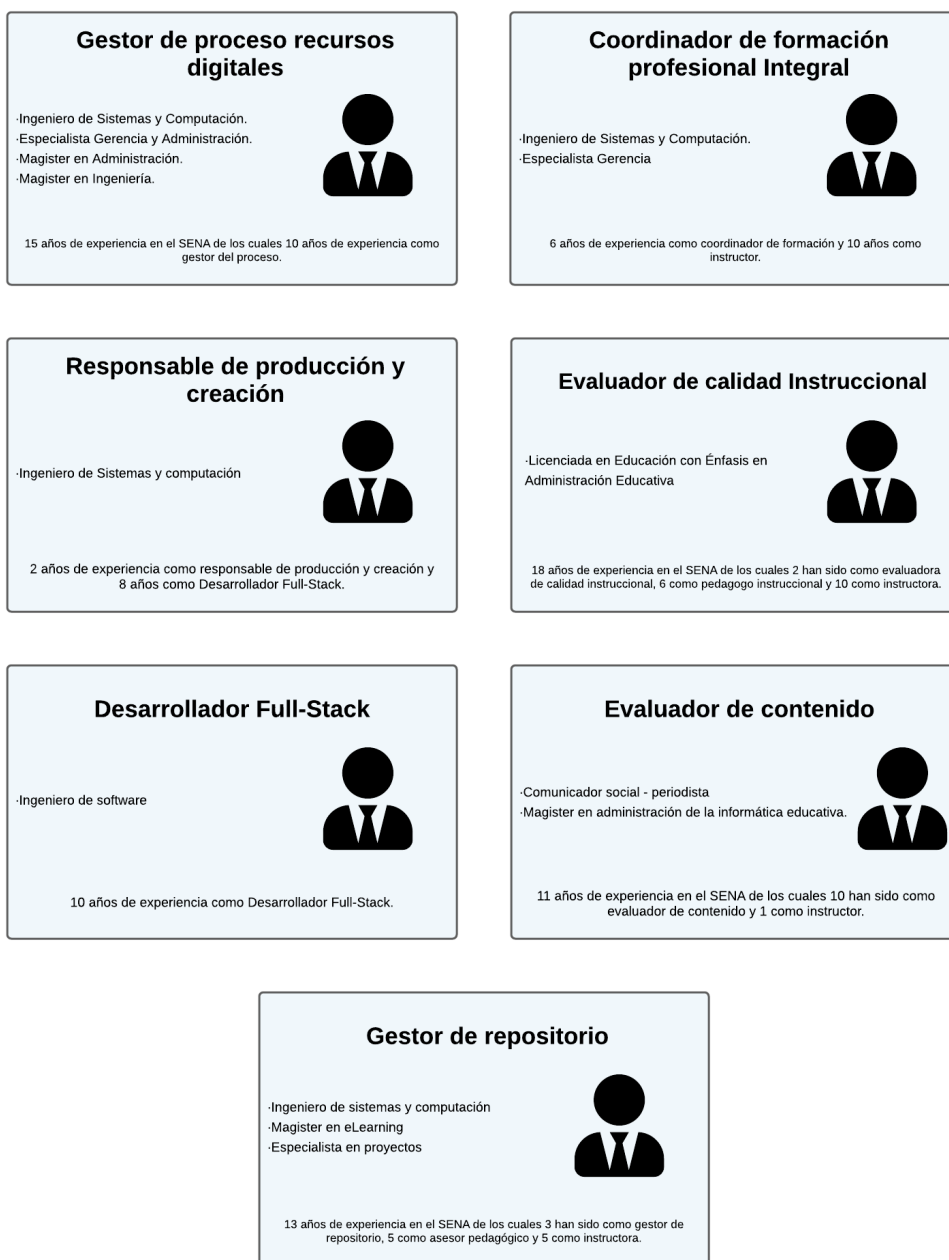 Gestor de proceso recursos
digitales
·Ingeniero de Sistemas y Computación.
·Especialista Gerencia y Administración.
·Magister en Administración.
·Magister en Ingeniería.
15 años de experiencia en el SENA de los cuales 10 años de experiencia como
gestor del proceso.
Coordinador de formación
profesional Integral
·Ingeniero de Sistemas y Computación.
·Especialista Gerencia
6 años de experiencia como coordinador de formación y 10 años como
instructor.
Responsable de producción y
creación
·Ingeniero de Sistemas y computación
2 años de experiencia como responsable de producción y creación y
8 años como Desarrollador Full-Stack.
Evaluador de calidad Instruccional
·Licenciada en Educación con Énfasis en
Administración Educativa
18 años de experiencia en el SENA de los cuales 2 han sido como evaluadora
de calidad instruccional, 6 como pedagogo instruccional y 10 como instructora.
Desarrollador Full-Stack
·Ingeniero de software
10 años de experiencia como Desarrollador Full-Stack.
Evaluador de contenido
·Comunicador social - periodista
·Magister en administración de la informática educativa.
11 años de experiencia en el SENA de los cuales 10 han sido como
evaluador de contenido y 1 como instructor.
Gestor de repositorio
·Ingeniero de sistemas y computación
·Magister en eLearning
·Especialista en proyectos
13 años de experiencia en el SENA de los cuales 3 han sido como gestor de
repositorio, 5 como asesor pedagógico y 5 como instructora.